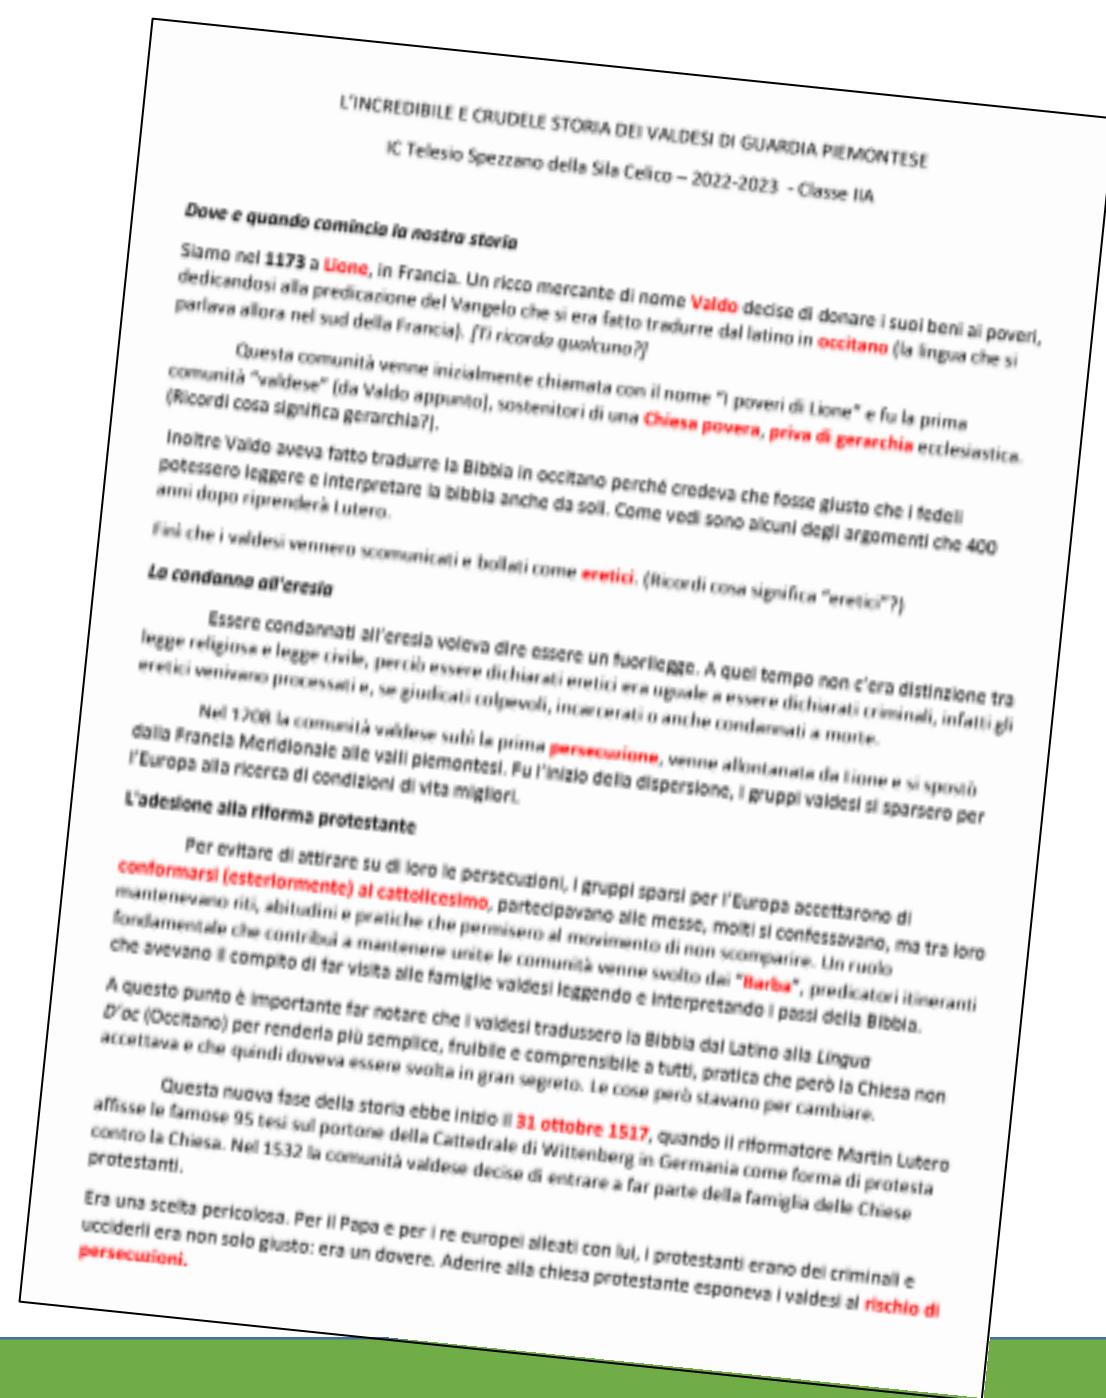 L'INCREDIBILE E CRUDELE STORIA DEI VALDESI DI GUARDIA PIEMONTESE
IC Telesio Spezzano della Sila Celico – 2022-2023 - Classe IIA
Dove e quando comincia la nostra storia
Siamo nel 1173 a Lione, in Francia. Un ricco mercante di nome Valdo decise di donare i suoi beni ai poveri,
dedicandosi alla predicazione del Vangelo che si era fatto tradurre dal latino in occitano (la lingua che si
parlava allora nel sud della Francia). [Ti ricorda qualcuno?]
Questa comunità venne inizialmente chiamata con il nome "i poveri di Lione" e fu la prima
comunità "valdese" (da Valdo appunto), sostenitori di una Chiesa povera, priva di gerarchia ecclesiastica.
(Ricordi cosa significa gerarchia?).
Inoltre Valdo aveva fatto tradurre la Bibbia in occitano perché credeva che fosse giusto che i fedeli
potessero leggere e interpretare la bibbia anche da soli. Come vedi sono alcuni degli argomenti che 400
anni dopo riprenderà Lutero.
Finì che i valdesi vennero scomunicati e bollati come eretici. (Ricordi cosa significa "eretici"?)
La condanna all'eresia
Essere condannati all'eresia voleva dire essere un fuorilegge. A quel tempo non c'era distinzione tra
legge religiosa e legge civile, perciò essere dichiarati eretici era uguale a essere dichiarati criminali, infatti gli
eretici venivano processati e, se giudicati colpevoli, incarcerati o anche condannati a morte.
Nel 1208 la comunità valdese subì la prima persecuzione, venne allontanata da Lione e si spostò
dalla Francia Meridionale alle valli piemontesi. Fu l'inizio della dispersione, i gruppi valdesi si sparsero per
l'Europa alla ricerca di condizioni di vita migliori.
L'adesione alla riforma protestante
Per evitare di attirare su di loro le persecuzioni, i gruppi sparsi per l'Europa accettarono di
conformarsi (esteriormente) al cattolicesimo, partecipavano alle messe, molti si confessavano, ma tra loro
mantenevano riti, abitudini e pratiche che permisero al movimento di non scomparire. Un ruolo
fondamentale che contribuì a mantenere unite le comunità venne svolto dai "Barba", predicatori itineranti
che avevano il compito di far visita alle famiglie valdesi leggendo e interpretando i passi della Bibbia.
A questo punto è importante far notare che i valdesi tradussero la Bibbia dal Latino alla Lingua
D'oc (Occitano) per renderla più semplice, fruibile e comprensibile a tutti, pratica che però la Chiesa non
accettava e che quindi doveva essere svolta in gran segreto. Le cose però stavano per cambiare.
Questa nuova fase della storia ebbe inizio il 31 ottobre 1517, quando il riformatore Martin Lutero
affisse le famose 95 tesi sul portone della Cattedrale di Wittenberg in Germania come forma di protesta
contro la Chiesa. Nel 1532 la comunità valdese decise di entrare a far parte della famiglia delle Chiese
protestanti.
Era una scelta pericolosa. Per il Papa e per i re europei alleati con lui, i protestanti erano dei criminali e
ucciderli era non solo giusto: era un dovere. Aderire alla chiesa protestante esponeva i valdesi al rischio di
persecuzioni.